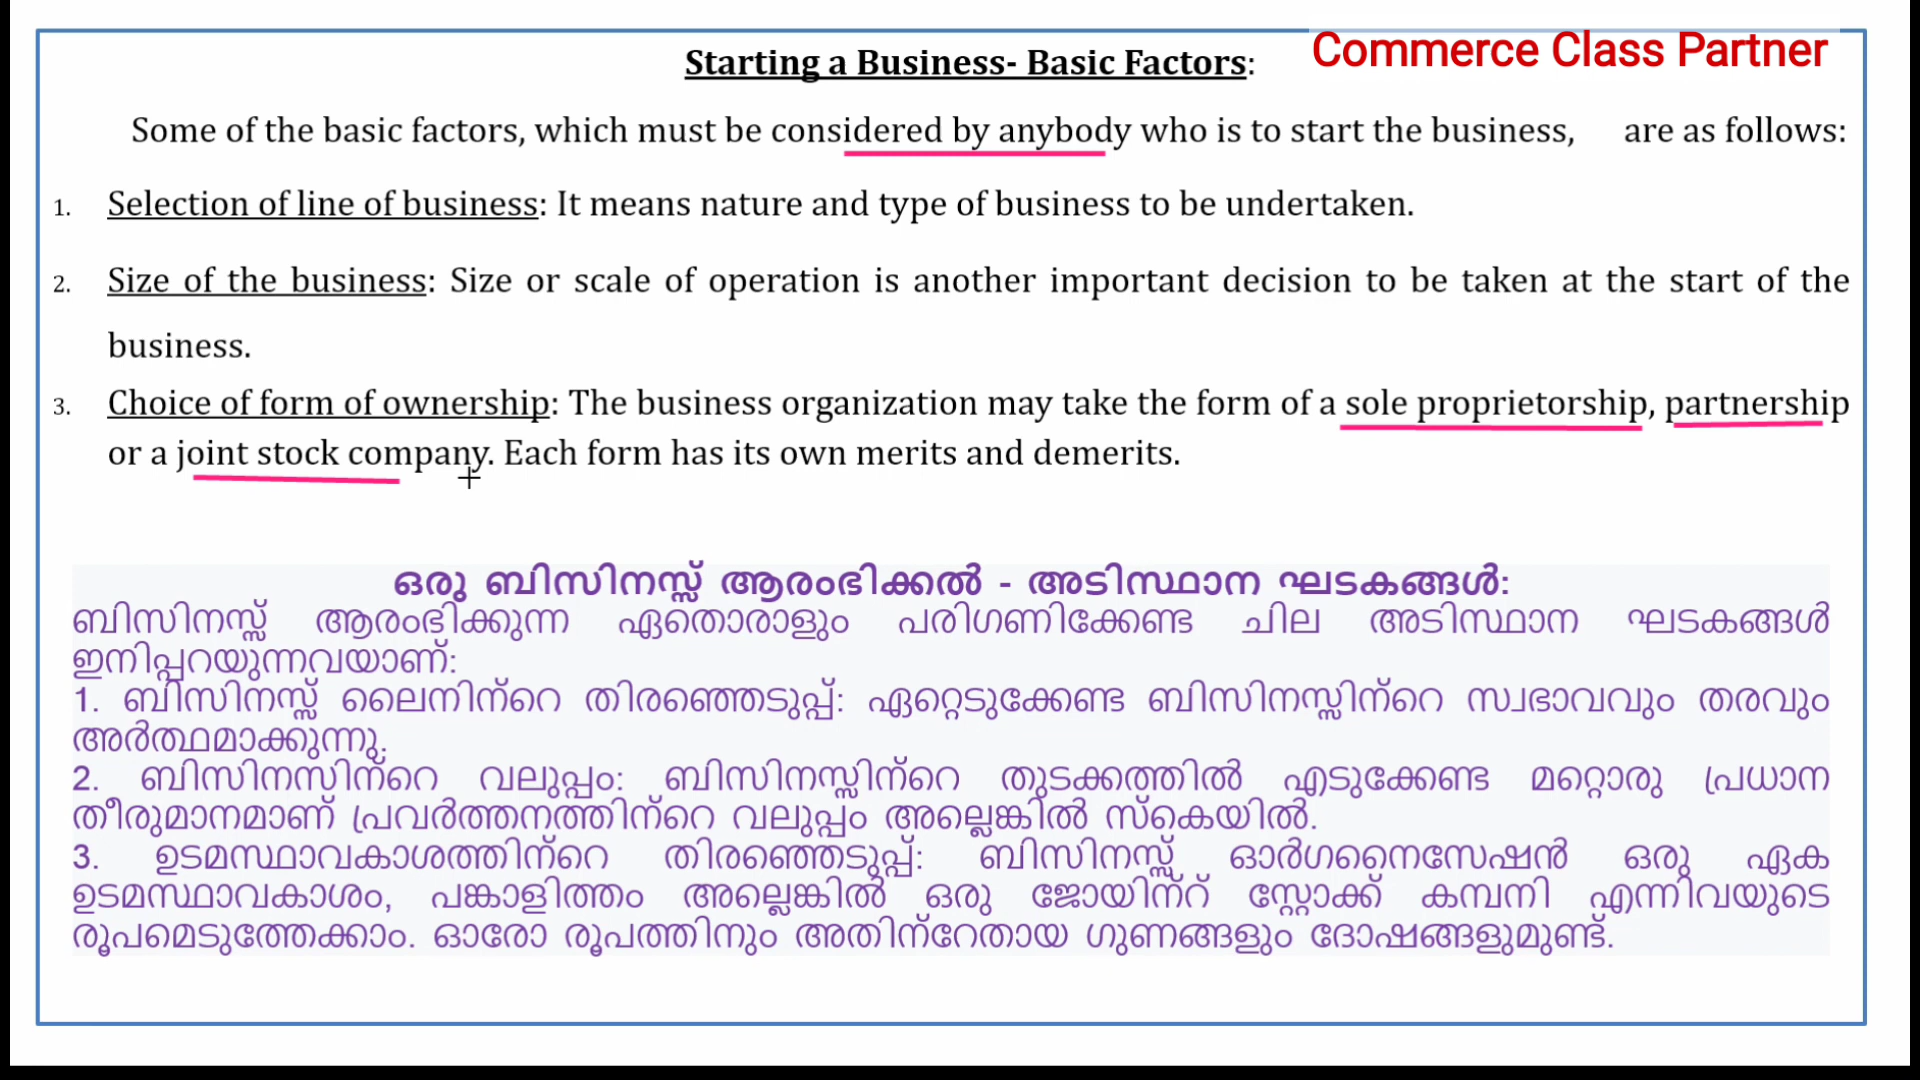 Commerce Class Partner
Starting a Business- Basic Factors:
Some of the basic factors, which must be considered by anybody who is to start the business, are as follows:
1. Selection of line of business: It means nature and type of business to be undertaken.
2. Size of the business: Size or scale of operation is another important decision to be taken at the start of the
business.
3. Choice of form of ownership: The business organization may take the form of a sole proprietorship, partnership
or a joint stock company. Each form has its own merits and demerits.
ഒരു ബിസിനസ്സ് ആരംഭിക്കൽ - അടിസ്ഥാന ഘടകങ്ങൾ:
ബിസിനസ്സ് ആരംഭിക്കുന്ന ഏതൊരാളും പരിഗണിക്കേണ്ട ചില അടിസ്ഥാന ഘടകങ്ങൾ
ഇനിപ്പറയുന്നവയാണ്:
1. ബിസിനസ്സ് ലൈനിന്റെ തിരഞ്ഞെടുപ്പ്: ഏറ്റെടുക്കേണ്ട ബിസിനസ്സിന്റെ സ്വഭാവവും തരവും
അർത്ഥമാക്കുന്നു.
2. ബിസിനസിന്റെ വലുപ്പം: ബിസിനസ്സിന്റെ തുടക്കത്തിൽ എടുക്കേണ്ട മറ്റൊരു പ്രധാന
തീരുമാനമാണ് പ്രവർത്തനത്തിന്റെ വലുപ്പം അല്ലെങ്കിൽ സ്കെയിൽ.
3. ഉടമസ്ഥാവകാശത്തിന്റെ തിരഞ്ഞെടുപ്പ്: ബിസിനസ്സ് ഓർഗനൈസേഷൻ ഒരു ഏക
ഉടമസ്ഥാവകാശം, പങ്കാളിത്തം അല്ലെങ്കിൽ ഒരു ജോയിന്റ് സ്റ്റോക്ക് കമ്പനി എന്നിവയുടെ
രൂപമെടുത്തേക്കാം. ഓരോ രൂപത്തിനും അതിന്റേതായ ഗുണങ്ങളും ദോഷങ്ങളുമുണ്ട്.